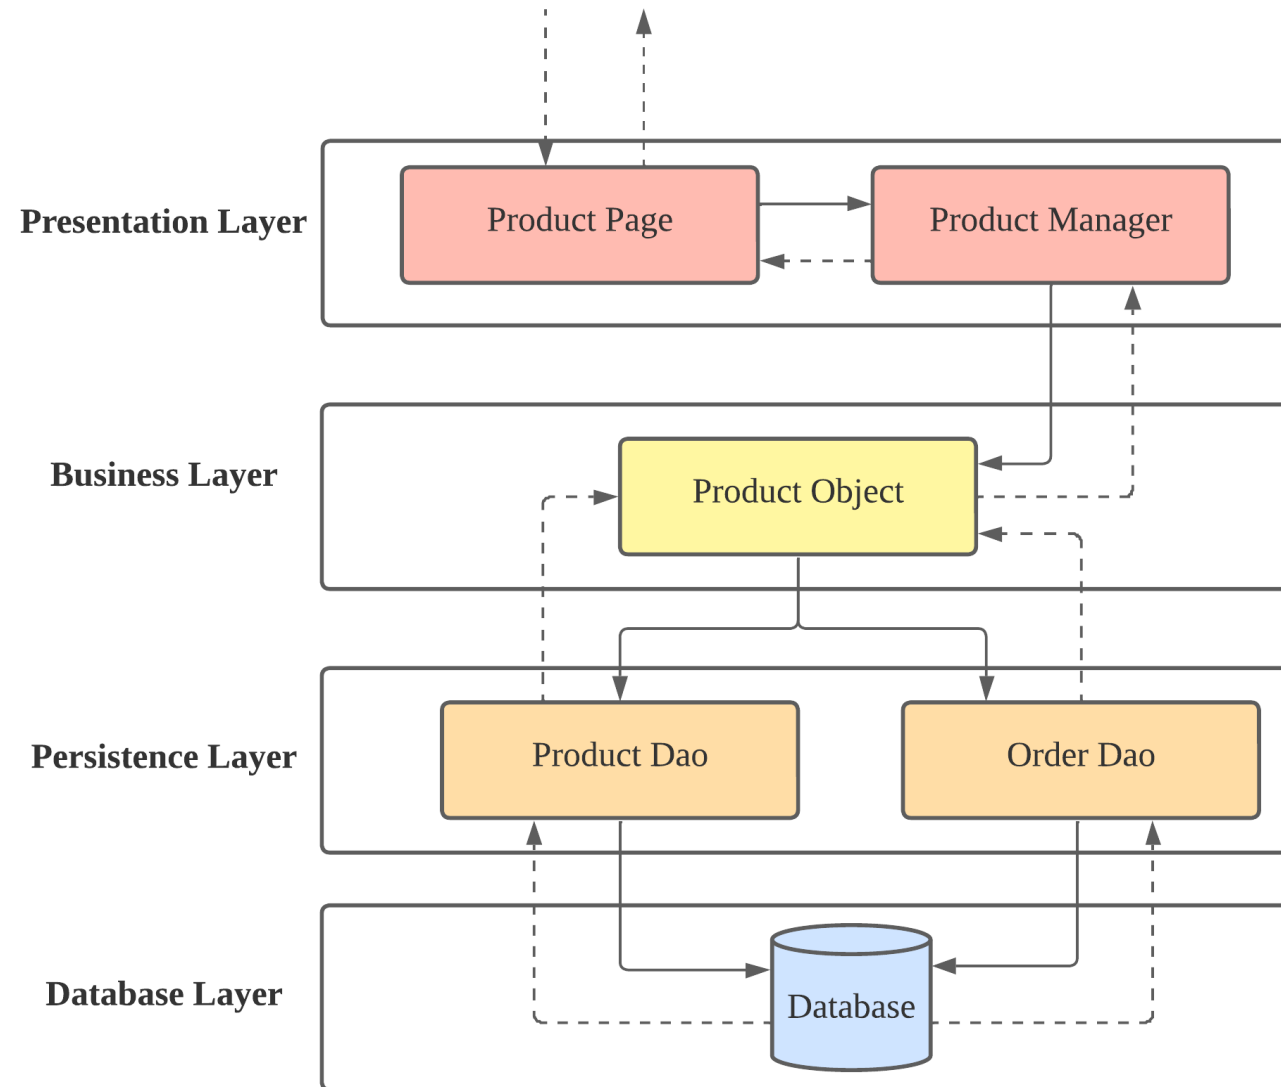 Presentation Layer
Product Page
Product Manager
Business Layer
Product Object
Persistence Layer
Product Dao
Order Dao
Database Layer
Database